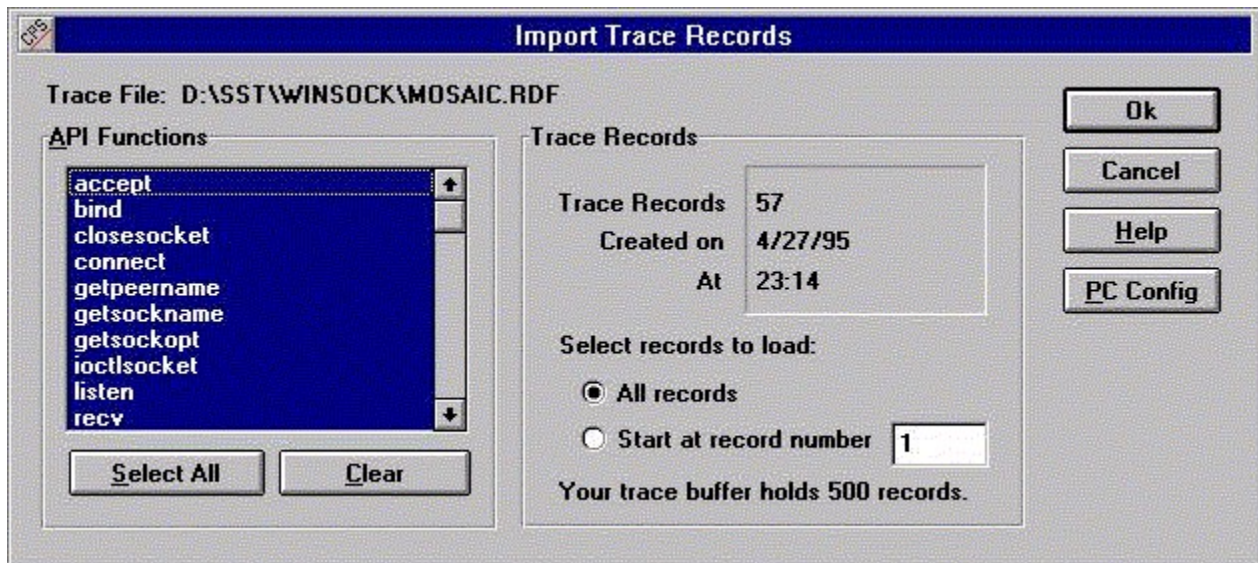 CPS
Import Trace Records
Trace File: D:\SST\WINSOCK\MOSAIC.RDF
API Functions
accept
bind
closesocket
connect
getpeername
getsockname
getsockopt
ioctlsocket
listen
recv
Select All
Clear
Trace Records
Trace Records 57
Created on 4/27/95
At 23:14
Select records to load:
All records
Start at record number 1
Your trace buffer holds 500 records.
Ok
Cancel
Help
PC Config